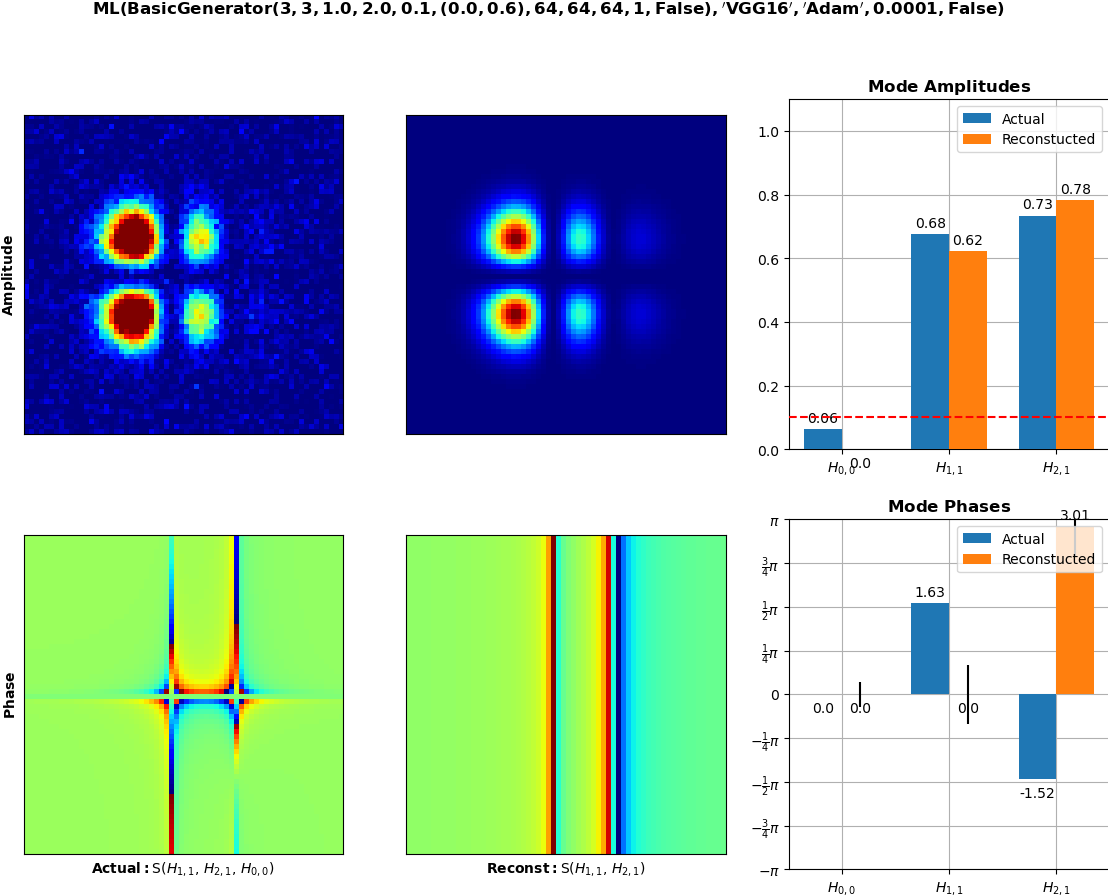 ML(BasicGenerator(3, 3, 1.0, 2.0, 0.1, (0.0, 0.6), 64, 64, 64, 1, False), ′VGG16′, ′Adam′, 0.0001, False)
Mode Amplitudes
Amplitude
1.0
0.8
0.6
0.4
0.2
0.0
Actual
Reconstucted
0.06
0.0
0.68
0.62
0.73
0.78
H0,0
H1,1
H2,1
Mode Phases
Phase
π
3/4π
1/2π
1/4π
0
−1/4π
−1/2π
−3/4π
−π
Actual
Reconstucted
0.0
0.0
1.63
0.0
-1.52
3.01
H0,0
H1,1
H2,1
Actual: S(H1,1, H2,1, H0,0)
Reconst: S(H1,1, H2,1)